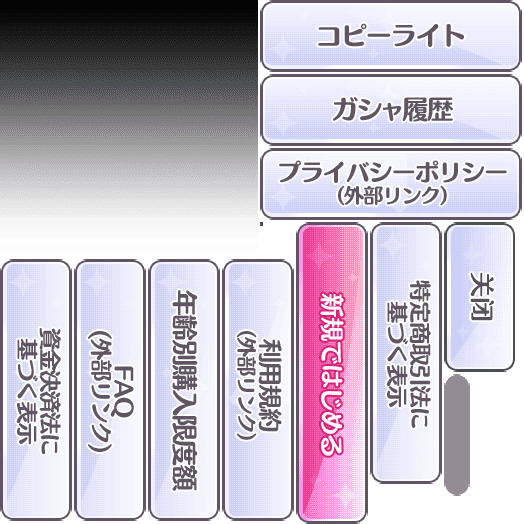 コピーライト
ガシャ履歴
プライバシーポリシー
(外部リンク)
資金決済法に
基づく表示
FAQ
(外部リンク)
年齢別購入限度額
利用規約
(外部リンク)
新規ではじめる
特定商取引法に
基づく表示
关闭